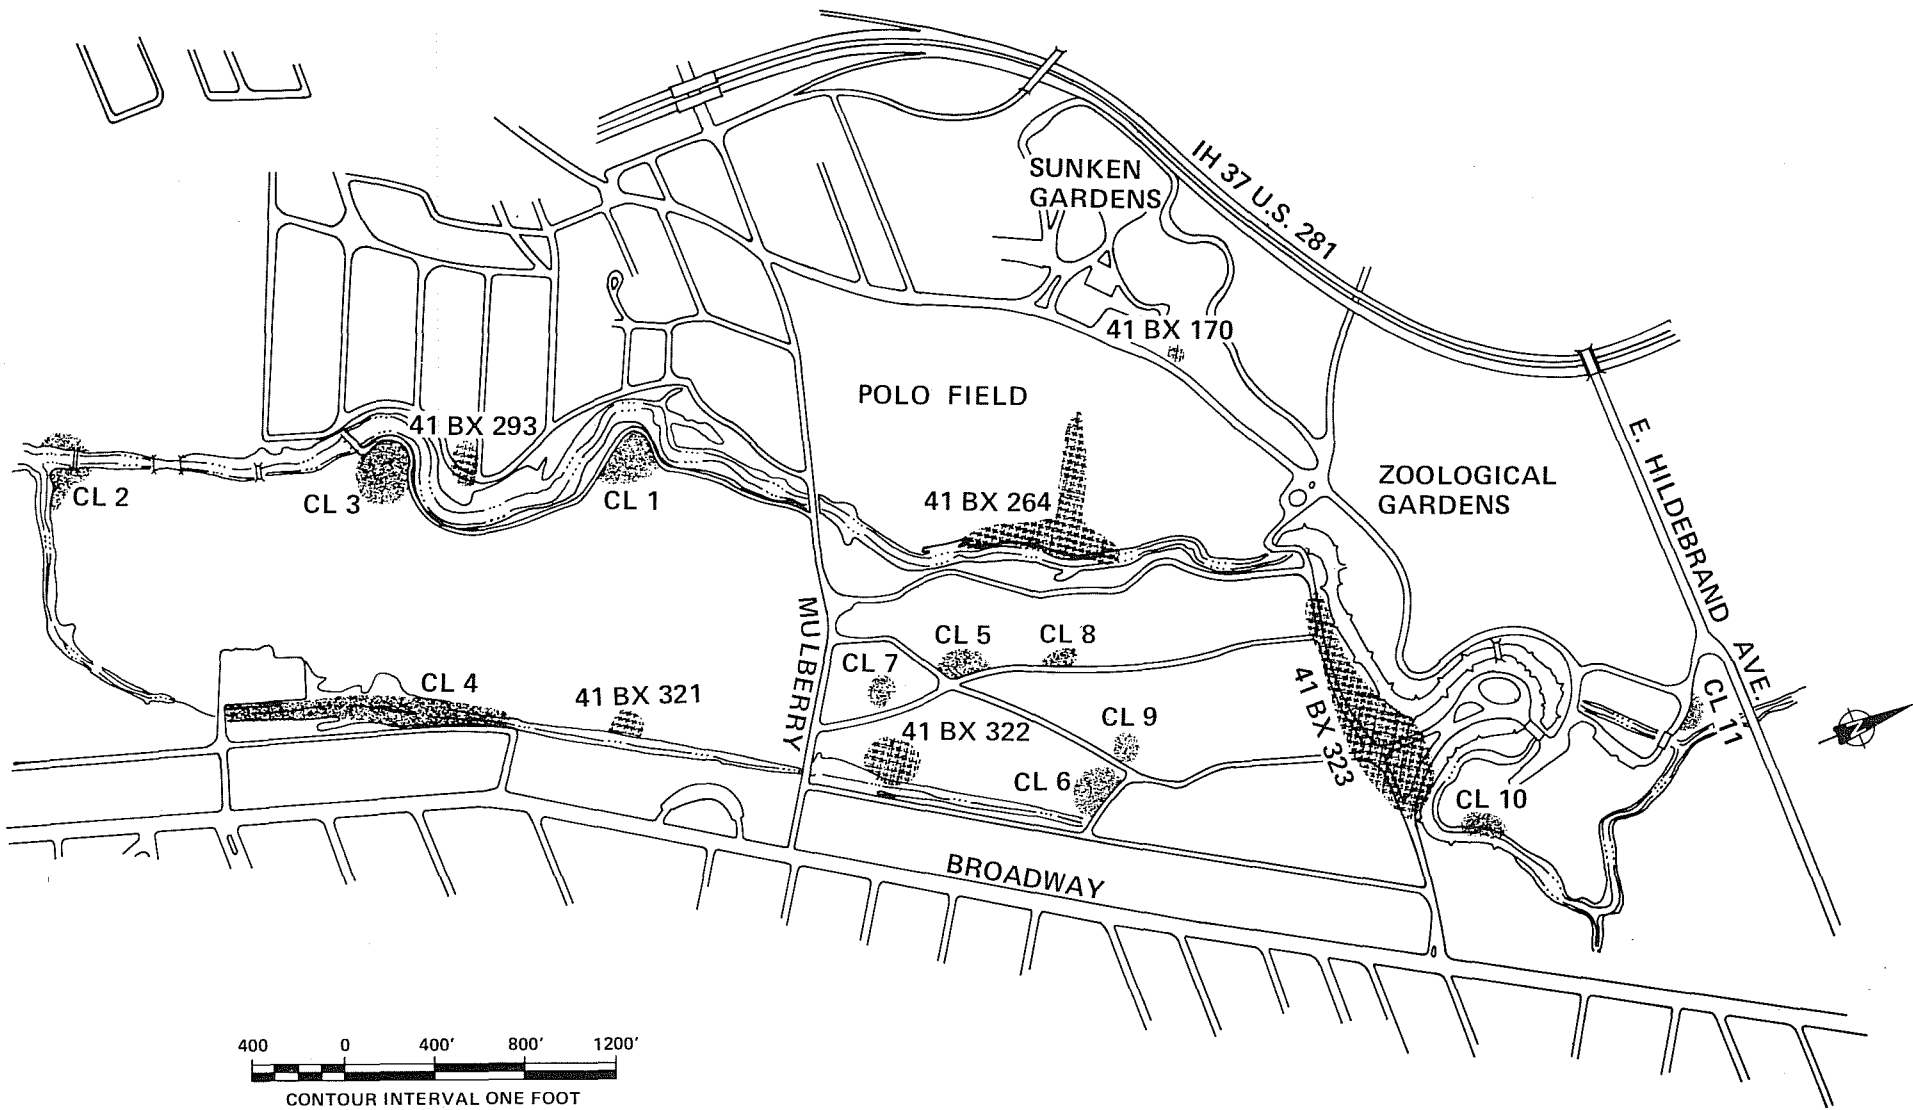 SUNKEN
GARDENS
IH 37 U.S. 281
41 BX 170
POLO FIELD
41 BX 293
CL 2
CL 3
CL 1
41 BX 264
ZOOLOGICAL
GARDENS
E. HILDEBRAND AVE.
MULBERRY
CL 5
CL 8
CL 7
CL 4
41 BX 321
41 BX 322
CL 9
CL 6
41 BX 323
CL 11
CL 10
BROADWAY
400 0 400' 800' 1200'
CONTOUR INTERVAL ONE FOOT